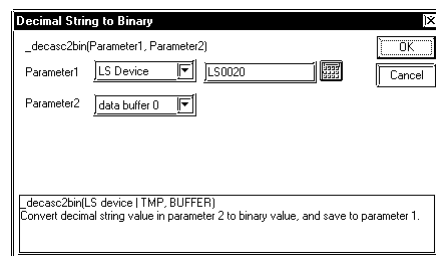 Decimal String to Binary
_decasc2bin(Parameter1, Parameter2)
OK
Parameter1 LS Device LS0020
Cancel
Parameter2 data buffer 0
_decasc2bin(LS device | TMP, BUFFER)
Convert decimal string value in parameter 2 to binary value, and save to parameter 1.